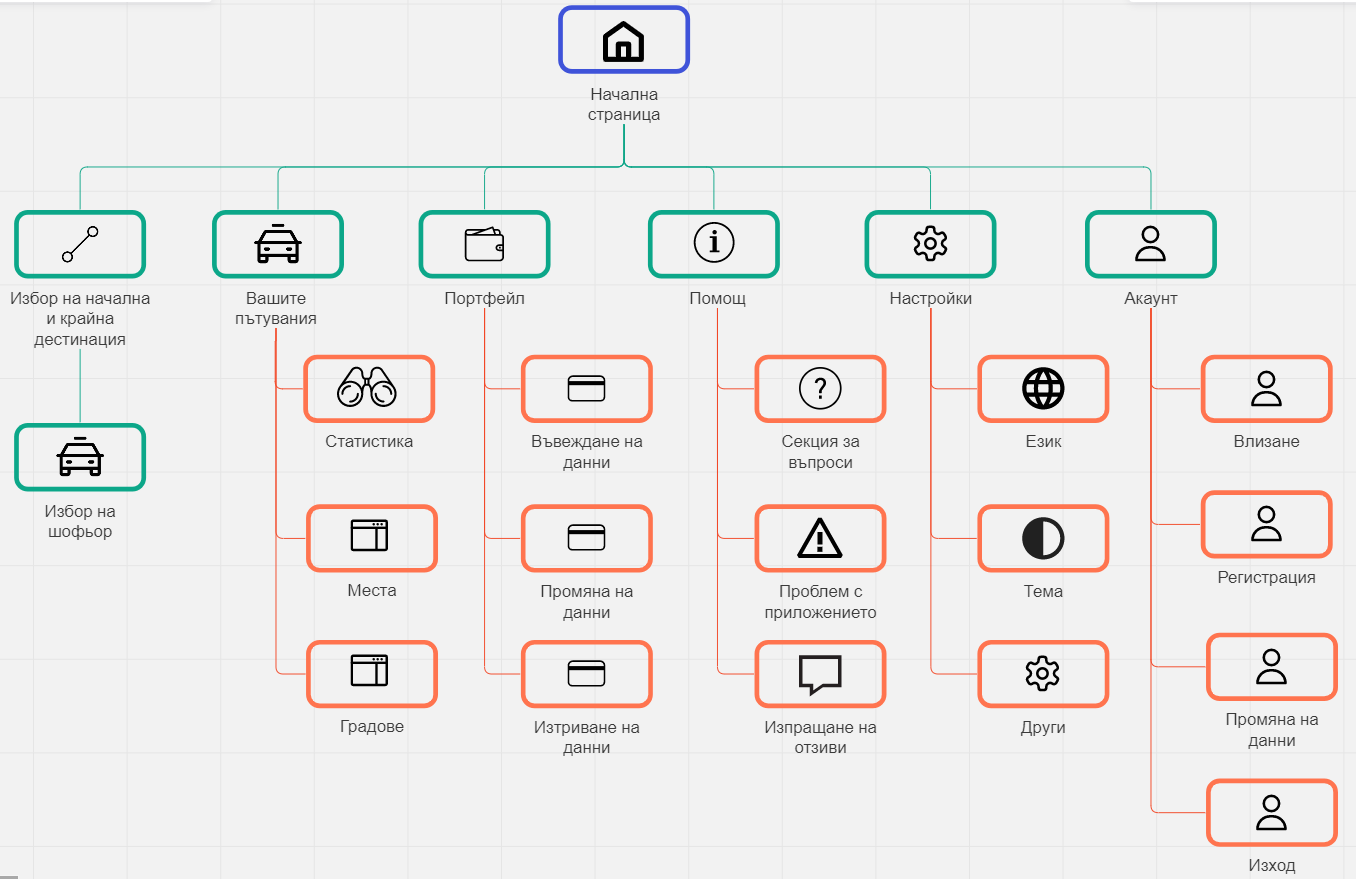 Начална
страница
Избор на начална
и крайна
дестинация
Вашите
пътувания
Портфейл
Помощ
Настройки
Акаунт
Избор на
шофьор
Статистика
Места
Градове
Въвеждане на
данни
Промяна на
данни
Изтриване на
данни
Секция за
въпроси
Проблем с
приложението
Изпращане на
отзиви
Език
Тема
Други
Влизане
Регистрация
Промяна на
данни
Изход